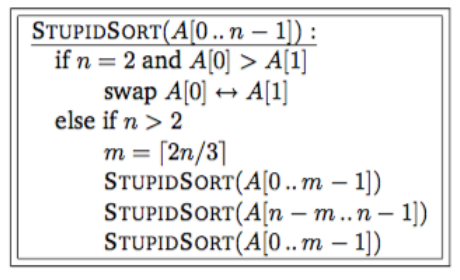 STUPIDSORT(A[0 .. n − 1]) :
if n = 2 and A[0] > A[1]
swap A[0] ↔ A[1]
else if n > 2
m = ⌈2n/3⌉
STUPIDSORT(A[0 .. m − 1])
STUPIDSORT(A[n − m .. n − 1])
STUPIDSORT(A[0 .. m − 1])